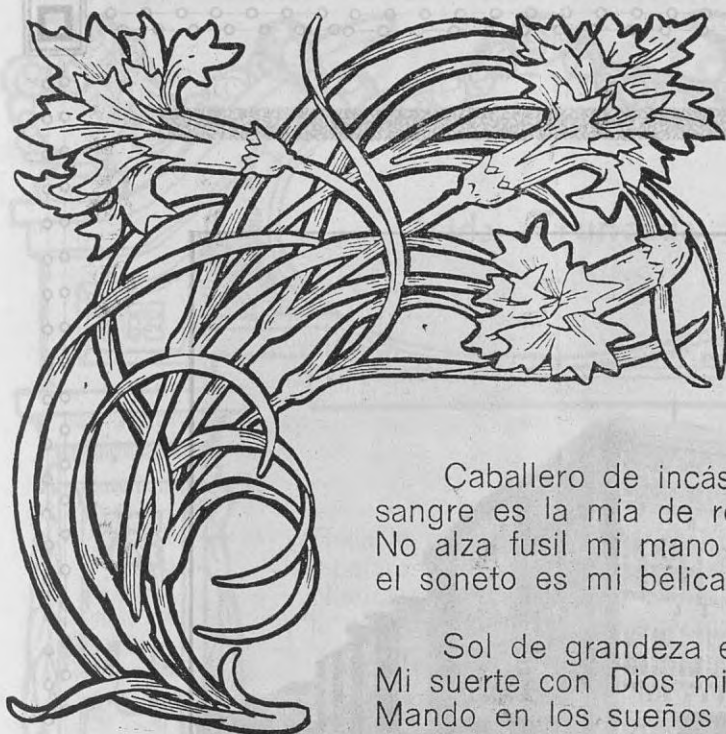 Caballero de incás
sangre es la mía de r
No alza fusil mi mano
el soneto es mi bélica
Sol de grandeza e
Mi suerte con Dios mi
Mando en los sueños